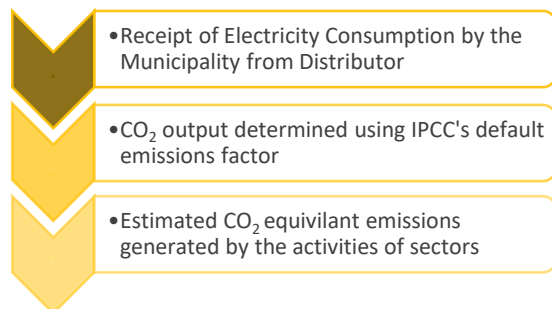 •Receipt of Electricity Consumption by the
Municipality from Distributor
•CO₂ output determined using IPCC's default
emissions factor
•Estimated CO₂ equivilant emissions
generated by the activities of sectors